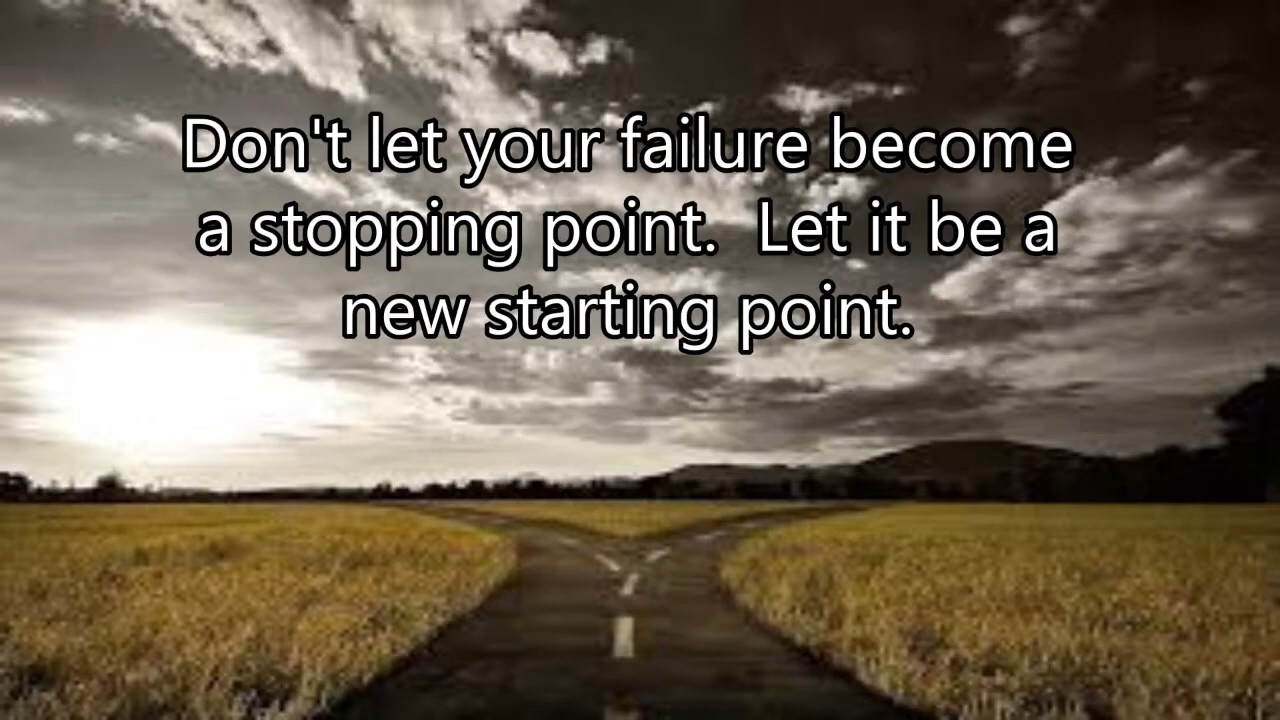 Don't let your failure become
a stopping point.  Let it be a
new starting point.